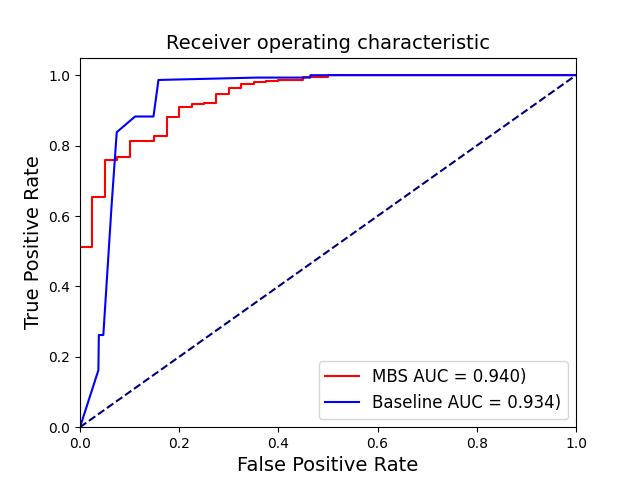 Receiver operating characteristic
True Positive Rate
1.0
0.8
0.6
0.4
0.2
0.0
MBS AUC = 0.940)
Baseline AUC = 0.934)
0.0 0.2 0.4 0.6 0.8 1.0
False Positive Rate